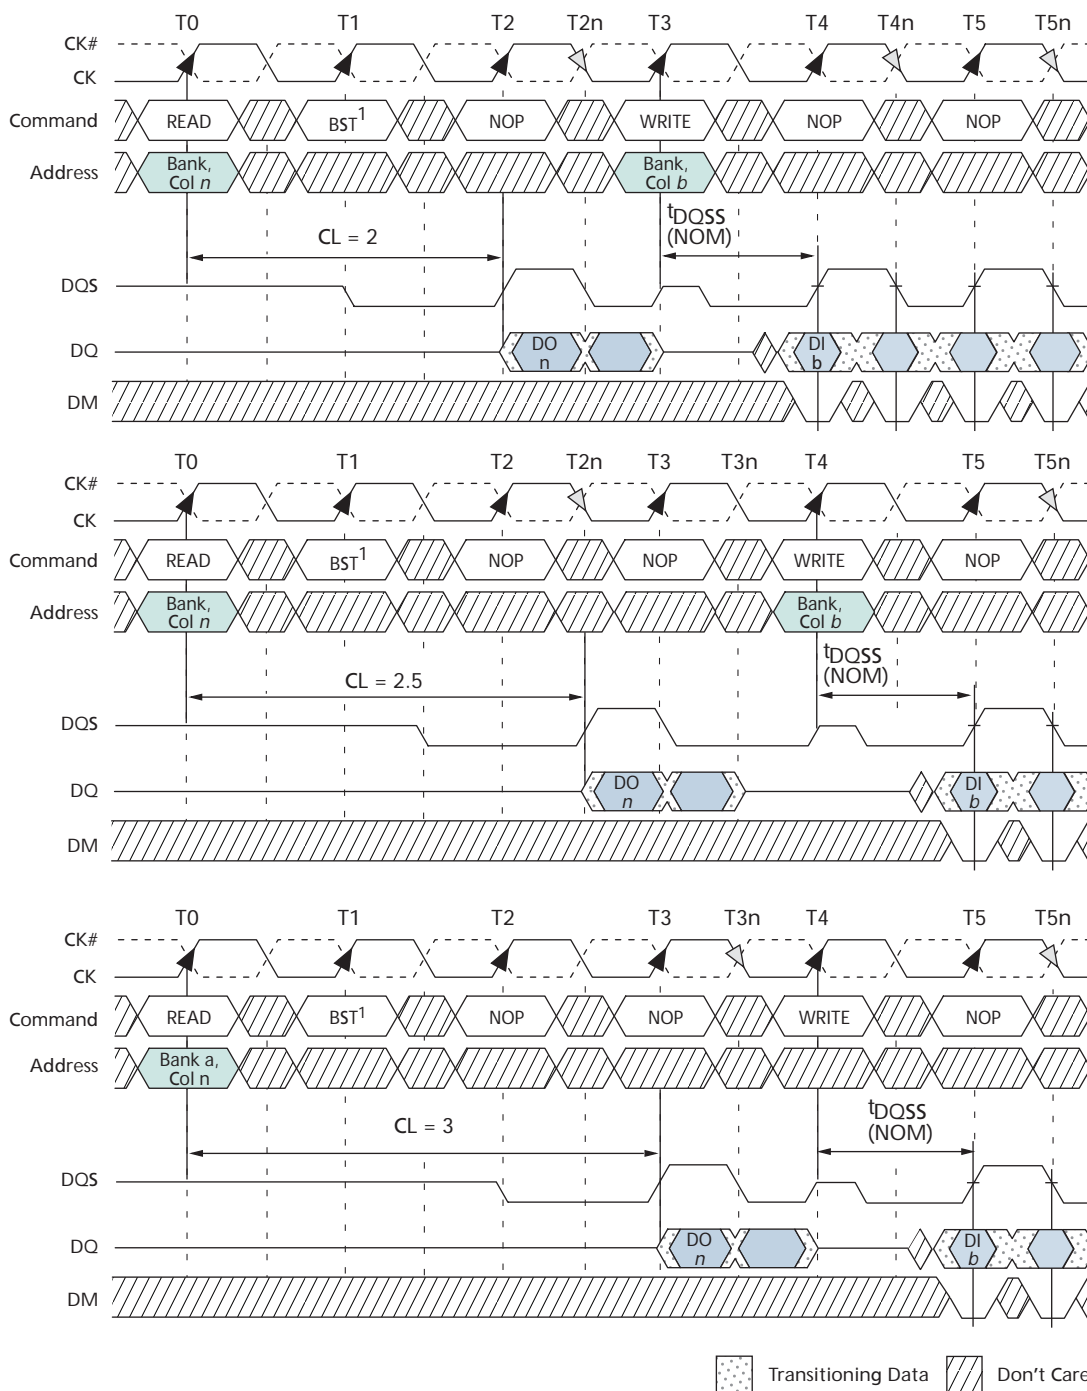 T0 T1 T2 T2n T3 T4 T4n T5 T5n
CK#
CK
Command READ BST1 NOP WRITE NOP NOP
Address Bank, Col n Bank, Col b
CL = 2
tDQSS (NOM)
DQS
DQ DO n DI b
DM
T0 T1 T2 T2n T3 T3n T4 T5 T5n
CK#
CK
Command READ BST1 NOP NOP WRITE NOP
Address Bank, Col n Bank, Col b
CL = 2.5
tDQSS (NOM)
DQS
DQ DO n DI b
DM
T0 T1 T2 T3 T3n T4 T5 T5n
CK#
CK
Command READ BST1 NOP NOP WRITE NOP
Address Bank a, Col n
CL = 3
tDQSS (NOM)
DQS
DQ DO n DI b
DM
Transitioning Data Don't Care